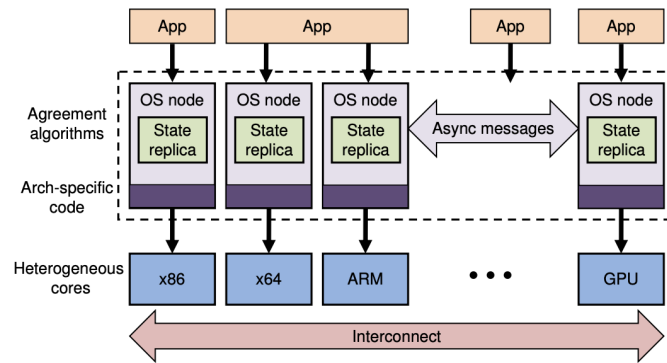 App
App
App
App
Agreement
algorithms
OS node
State
replica
OS node
State
replica
OS node
State
replica
Async messages
OS node
State
replica
Arch-specific
code
Heterogeneous
cores
x86
x64
ARM
GPU
Interconnect